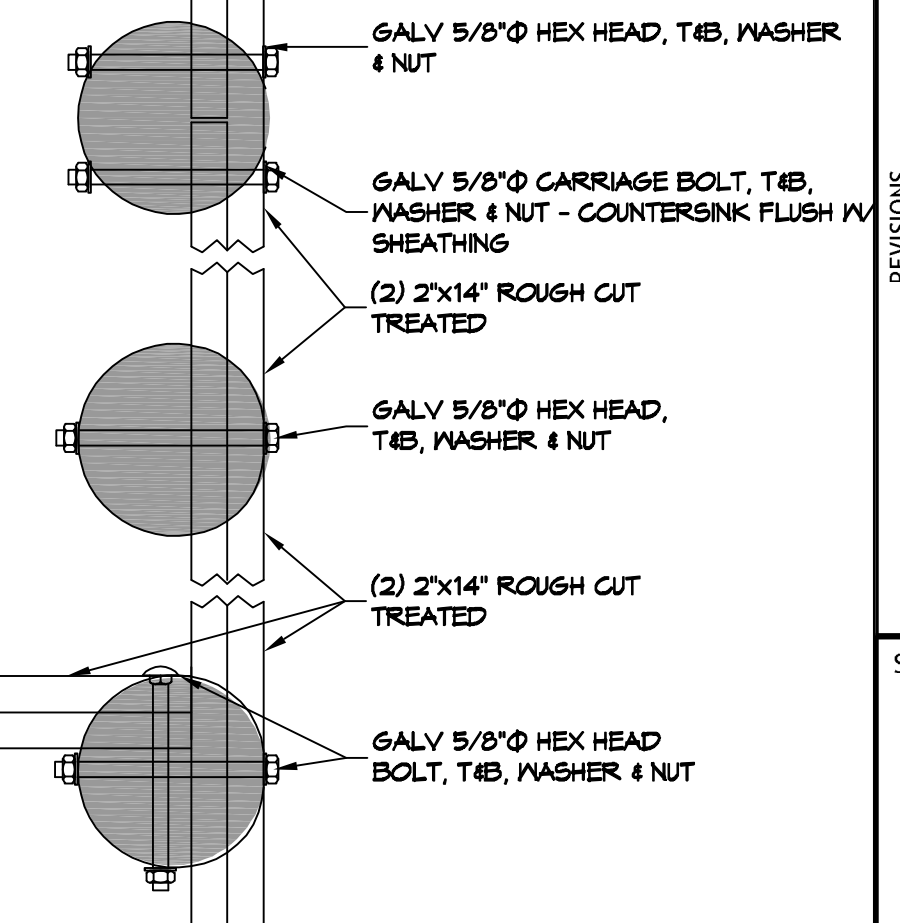 GALV 5/8"Φ HEX HEAD, T&B, WASHER
& NUT
GALV 5/8"Φ CARRIAGE BOLT, T&B,
WASHER & NUT - COUNTERSINK FLUSH W/
SHEATHING
(2) 2"x14" ROUGH CUT
TREATED
GALV 5/8"Φ HEX HEAD,
T&B, WASHER & NUT
(2) 2"x14" ROUGH CUT
TREATED
GALV 5/8"Φ HEX HEAD
BOLT, T&B, WASHER & NUT
REVISIONS
S